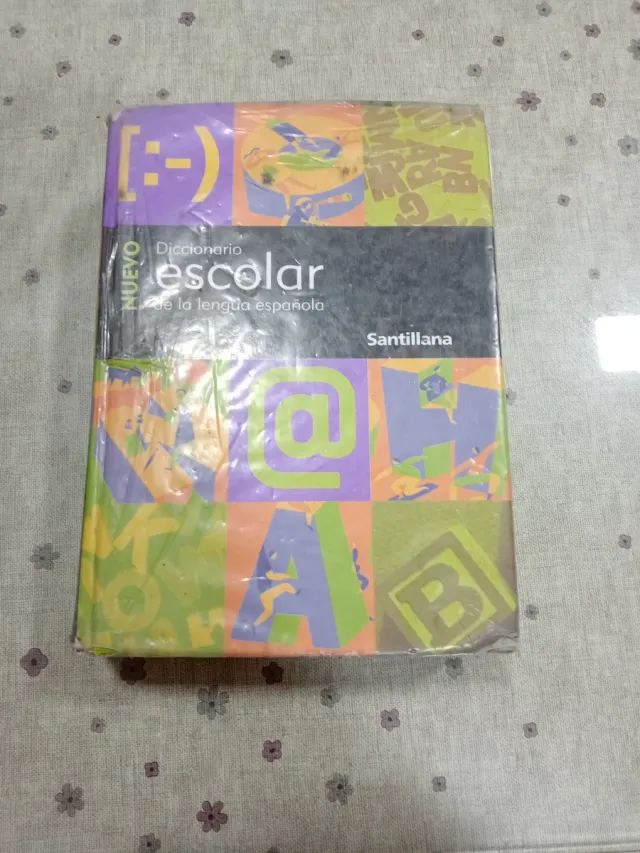 [:-)
NUEVO
Diccionario
escolar
de la lengua española
Santillana
@
H
A
B